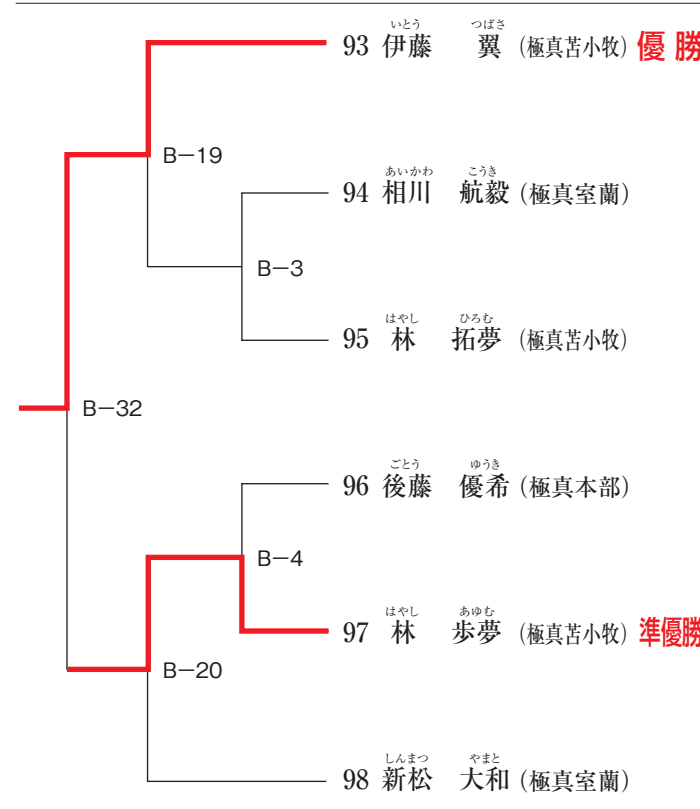 いとう つばさ
93 伊藤 翼 (極真苫小牧) 優勝
B－19
あいかわ こうき
94 相川 航毅 (極真室蘭)
B－3
はやし ひろむ
95 林 拓夢 (極真苫小牧)
B－32
ごとう ゆうき
96 後藤 優希 (極真本部)
B－4
はやし あゆむ
97 林 歩夢 (極真苫小牧) 準優勝
B－20
しんまつ やまと
98 新松 大和 (極真室蘭)